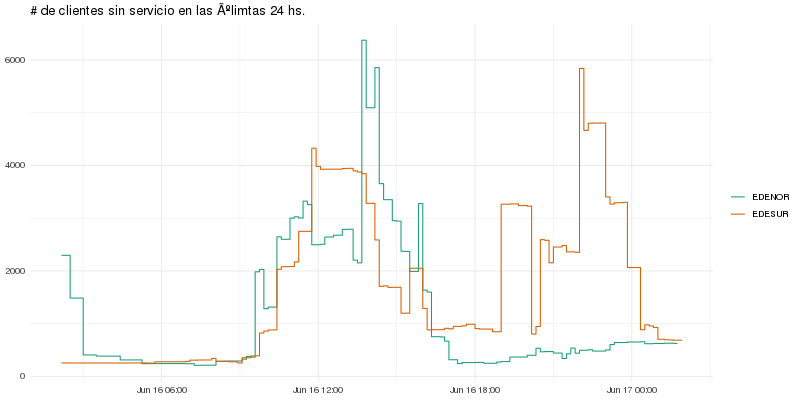 # de clientes sin servicio en las Ãºlimtas 24 hs.
6000
4000
2000
0
Jun 16 06:00
Jun 16 12:00
Jun 16 18:00
Jun 17 00:00
EDENOR
EDESUR